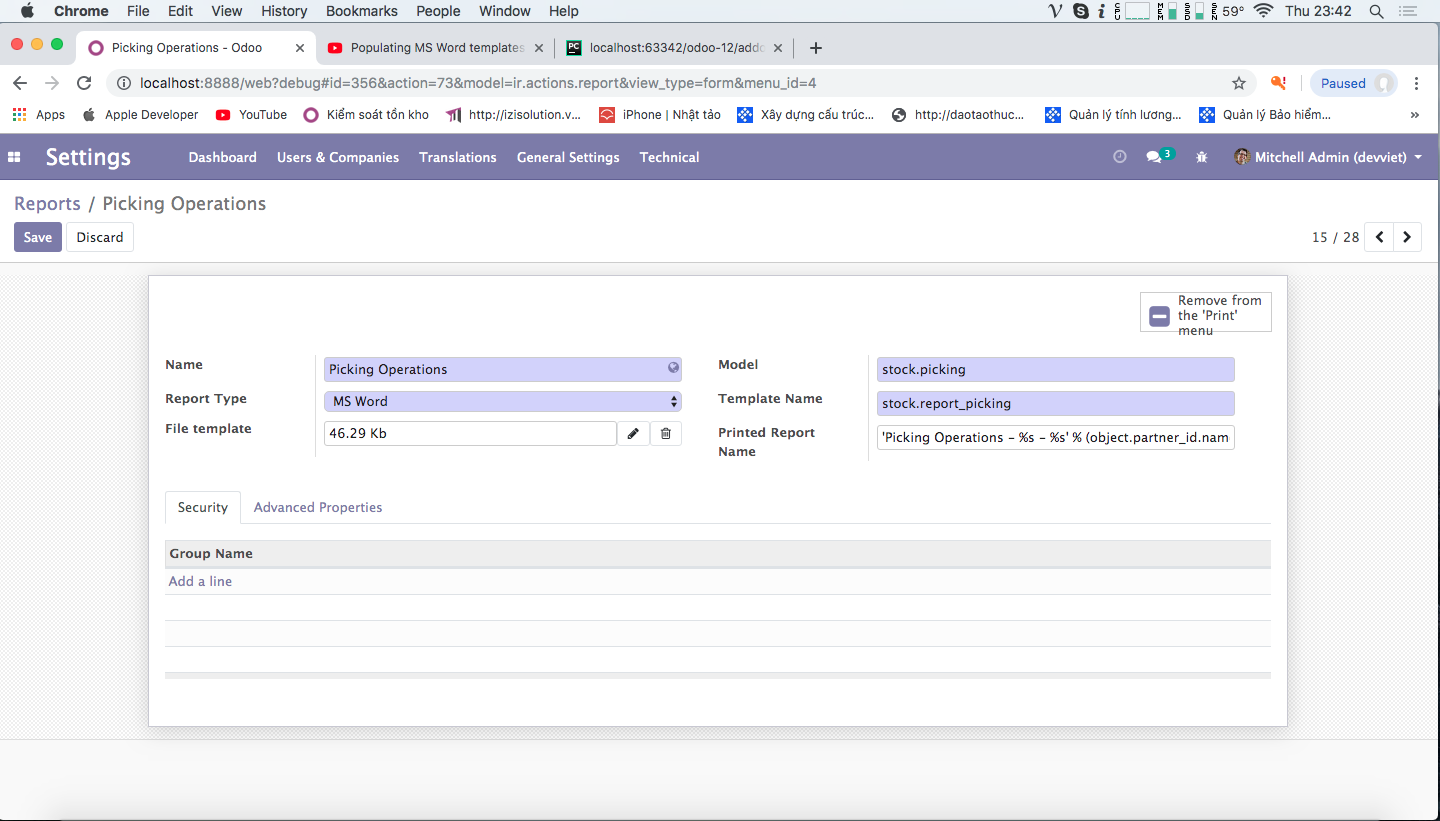 Chrome File Edit View History Bookmarks People Window Help CPU MEM SSD SEN 59° Thu 23:42
Picking Operations - Odoo Populating MS Word templates PC localhost:63342/odoo-12/addo
localhost:8888/web?debug#id=356&action=73&model=ir.actions.report&view_type=form&menu_id=4 Paused
Apps Apple Developer YouTube Kiểm soát tồn kho http://izisolution.v... iPhone | Nhật tảo Xây dựng cấu trúc... http://daotaothuc... Quản lý tính lương... Quản lý Bảo hiểm... »
Settings Dashboard Users & Companies Translations General Settings Technical 3 Mitchell Admin (devviet)
Reports / Picking Operations
Save Discard 15 / 28
Remove from
the 'Print'
menu
Name Picking Operations Model stock.picking
Report Type MS Word Template Name stock.report_picking
File template 46.29 Kb Printed Report
Name 'Picking Operations - %s - %s' % (object.partner_id.nam
Security Advanced Properties
Group Name
Add a line